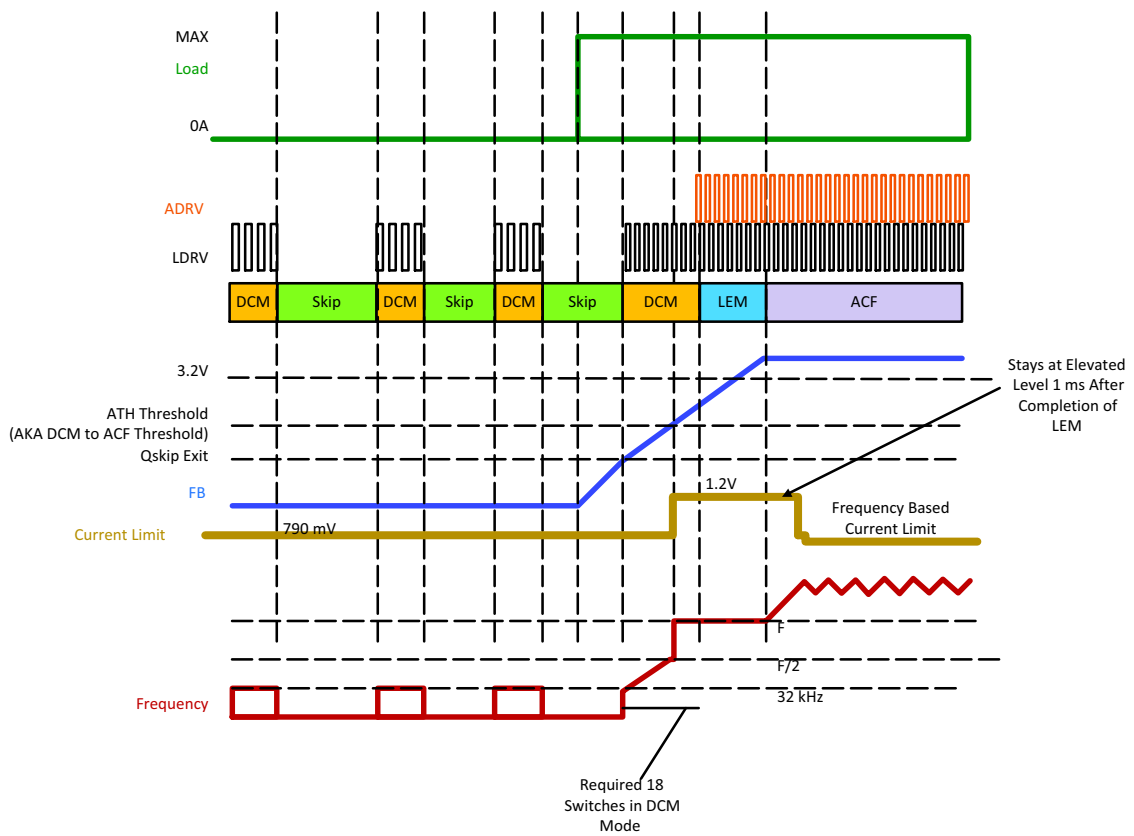 MAX
Load
0A
ADRV
LDRV
DCM
Skip
DCM
Skip
DCM
Skip
DCM
LEM
ACF
3.2V
Stays at Elevated
Level 1 ms After
Completion of
LEM
ATH Threshold
(AKA DCM to ACF Threshold)
Qskip Exit
FB
1.2V
Current Limit
790 mV
Frequency Based
Current Limit
F
F/2
32 kHz
Frequency
Required 18
Switches in DCM
Mode